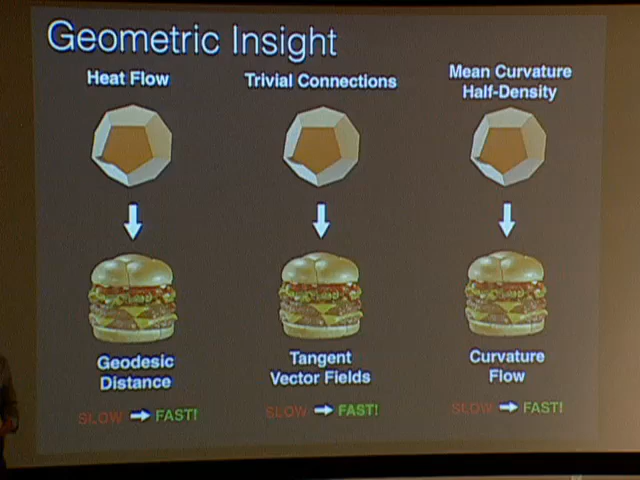 Geometric Insight
Heat Flow
Trivial Connections
Mean Curvature
Half-Density
Geodesic
Distance
Tangent
Vector Fields
Curvature
Flow
SLOW FAST!
SLOW FAST!
SLOW FAST!